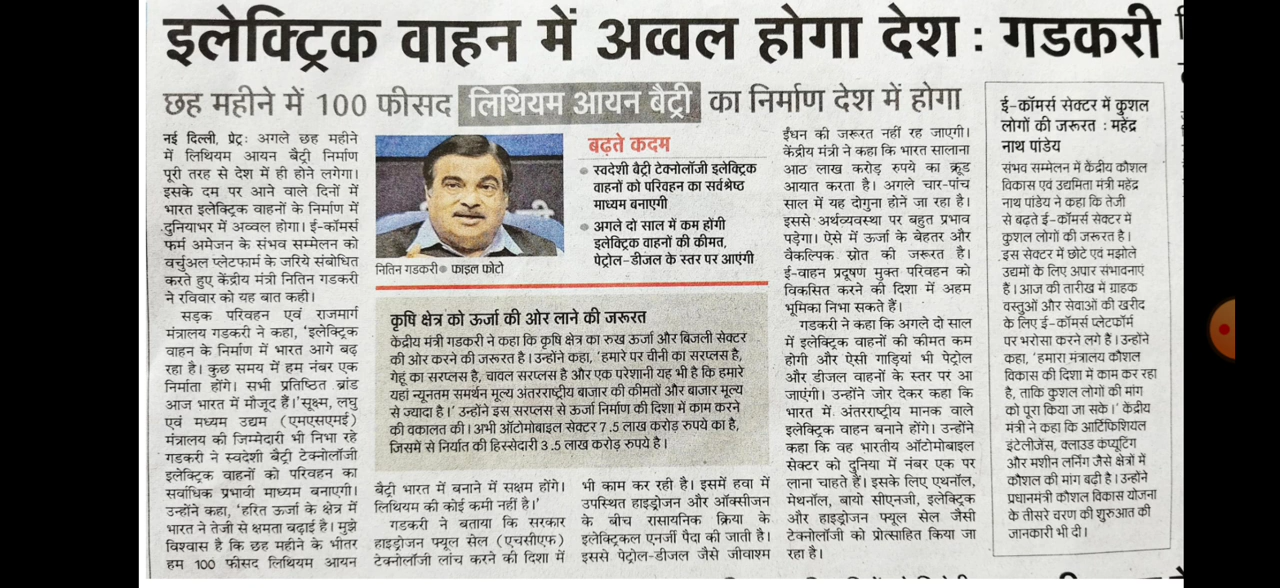 इलेक्ट्रिक वाहन में अव्वल होगा देश : गडकरी
छह महीने में 100 फीसद लिथियम आयन बैट्री का निर्माण देश में होगा
नई दिल्ली, प्रेट्र: अगले छह महीने
में लिथियम आयन बैट्री निर्माण
पूरी तरह से देश में ही होने लगेगा।
इसके दम पर आने वाले दिनों में
भारत इलेक्ट्रिक वाहनों के निर्माण में
दुनियाभर में अव्वल होगा। ई-कॉमर्स
फर्म अमेजन के संभव सम्मेलन को
वर्चुअल प्लेटफार्म के जरिये संबोधित
करते हुए केंद्रीय मंत्री नितिन गडकरी
ने रविवार को यह बात कही।
सड़क परिवहन एवं राजमार्ग
मंत्रालय गडकरी ने कहा, 'इलेक्ट्रिक
वाहन के निर्माण में भारत आगे बढ़
रहा है। कुछ समय में हम नंबर एक
निर्माता होंगे। सभी प्रतिष्ठित ब्रांड
आज भारत में मौजूद हैं।'सूक्ष्म, लघु
एवं मध्यम उद्यम (एमएसएमई)
मंत्रालय की जिम्मेदारी भी निभा रहे
गडकरी ने स्वदेशी बैट्री टेक्नोलॉजी
इलेक्ट्रिक वाहनों को परिवहन का
सर्वाधिक प्रभावी माध्यम बनाएगी।
उन्होंने कहा, 'हरित ऊर्जा के क्षेत्र में
भारत ने तेजी से क्षमता बढ़ाई है। मुझे
विश्वास है कि छह महीने के भीतर
हम 100 फीसद लिथियम आयन
नितिन गडकरी● फाइल फोटो
बढ़ते कदम
● स्वदेशी बैट्री टेक्नोलॉजी इलेक्ट्रिक
वाहनों को परिवहन का सर्वश्रेष्ठ
माध्यम बनाएगी
● अगले दो साल में कम होंगी
इलेक्ट्रिक वाहनों की कीमत,
पेट्रोल-डीजल के स्तर पर आएंगी
कृषि क्षेत्र को ऊर्जा की ओर लाने की जरूरत
केंद्रीय मंत्री गडकरी ने कहा कि कृषि क्षेत्र का रुख ऊर्जा और बिजली सेक्टर
की ओर करने की जरूरत है। उन्होंने कहा, 'हमारे पर चीनी का सरप्लस है,
गेहूं का सरप्लस है, चावल सरप्लस है और एक परेशानी यह भी है कि हमारे
यहां न्यूनतम समर्थन मूल्य अंतरराष्ट्रीय बाजार की कीमतों और बाजार मूल्य
से ज्यादा है।' उन्होंने इस सरप्लस से ऊर्जा निर्माण की दिशा में काम करने
की वकालत की। अभी ऑटोमोबाइल सेक्टर 7.5 लाख करोड़ रुपये का है,
जिसमें से निर्यात की हिस्सेदारी 3.5 लाख करोड़ रुपये है।
बैट्री भारत में बनाने में सक्षम होंगे।
लिथियम की कोई कमी नहीं है।'
गडकरी ने बताया कि सरकार
हाइड्रोजन फ्यूल सेल (एचसीएफ)
टेक्नोलॉजी लांच करने की दिशा में
भी काम कर रही है। इसमें हवा में
उपस्थित हाइड्रोजन और ऑक्सीजन
के बीच रासायनिक क्रिया के
इलेक्ट्रिकल एनर्जी पैदा की जाती है।
इससे पेट्रोल-डीजल जैसे जीवाश्म
ईंधन की जरूरत नहीं रह जाएगी।
केंद्रीय मंत्री ने कहा कि भारत सालाना
आठ लाख करोड़ रुपये का क्रूड
आयात करता है। अगले चार-पांच
साल में यह दोगुना होने जा रहा है।
इससे अर्थव्यवस्था पर बहुत प्रभाव
पड़ेगा। ऐसे में ऊर्जा के बेहतर और
वैकल्पिक स्रोत की जरूरत है।
ई-वाहन प्रदूषण मुक्त परिवहन को
विकसित करने की दिशा में अहम
भूमिका निभा सकते हैं।
गडकरी ने कहा कि अगले दो साल
में इलेक्ट्रिक वाहनों की कीमत कम
होगी और ऐसी गाड़ियां भी पेट्रोल
और डीजल वाहनों के स्तर पर आ
जाएंगी। उन्होंने जोर देकर कहा कि
भारत में अंतरराष्ट्रीय मानक वाले
इलेक्ट्रिक वाहन बनाने होंगे। उन्होंने
कहा कि वह भारतीय ऑटोमोबाइल
सेक्टर को दुनिया में नंबर एक पर
लाना चाहते हैं। इसके लिए एथनॉल,
मेथनॉल, बायो सीएनजी, इलेक्ट्रिक
और हाइड्रोजन फ्यूल सेल जैसी
टेक्नोलॉजी को प्रोत्साहित किया जा
रहा है।
ई-कॉमर्स सेक्टर में कुशल
लोगों की जरूरत : महेंद्र
नाथ पांडेय
संभव सम्मेलन में केंद्रीय कौशल
विकास एवं उद्यमिता मंत्री महेंद्र
नाथ पांडेय ने कहा कि तेजी
से बढ़ते ई-कॉमर्स सेक्टर में
कुशल लोगों की जरूरत है।
इस सेक्टर में छोटे एवं मझोले
उद्यमों के लिए अपार संभावनाएं
हैं। आज की तारीख में ग्राहक
वस्तुओं और सेवाओं की खरीद
के लिए ई-कॉमर्स प्लेटफॉर्म
पर भरोसा करने लगे हैं। उन्होंने
कहा, 'हमारा मंत्रालय कौशल
विकास की दिशा में काम कर रहा
है, ताकि कुशल लोगों की मांग
को पूरा किया जा सके।' केंद्रीय
मंत्री ने कहा कि आर्टिफिशियल
इंटेलीजेंस, क्लाउड कंप्यूटिंग
और मशीन लर्निंग जैसे क्षेत्रों में
कौशल की मांग बढ़ी है। उन्होंने
प्रधानमंत्री कौशल विकास योजना
के तीसरे चरण की शुरुआत की
जानकारी भी दी।